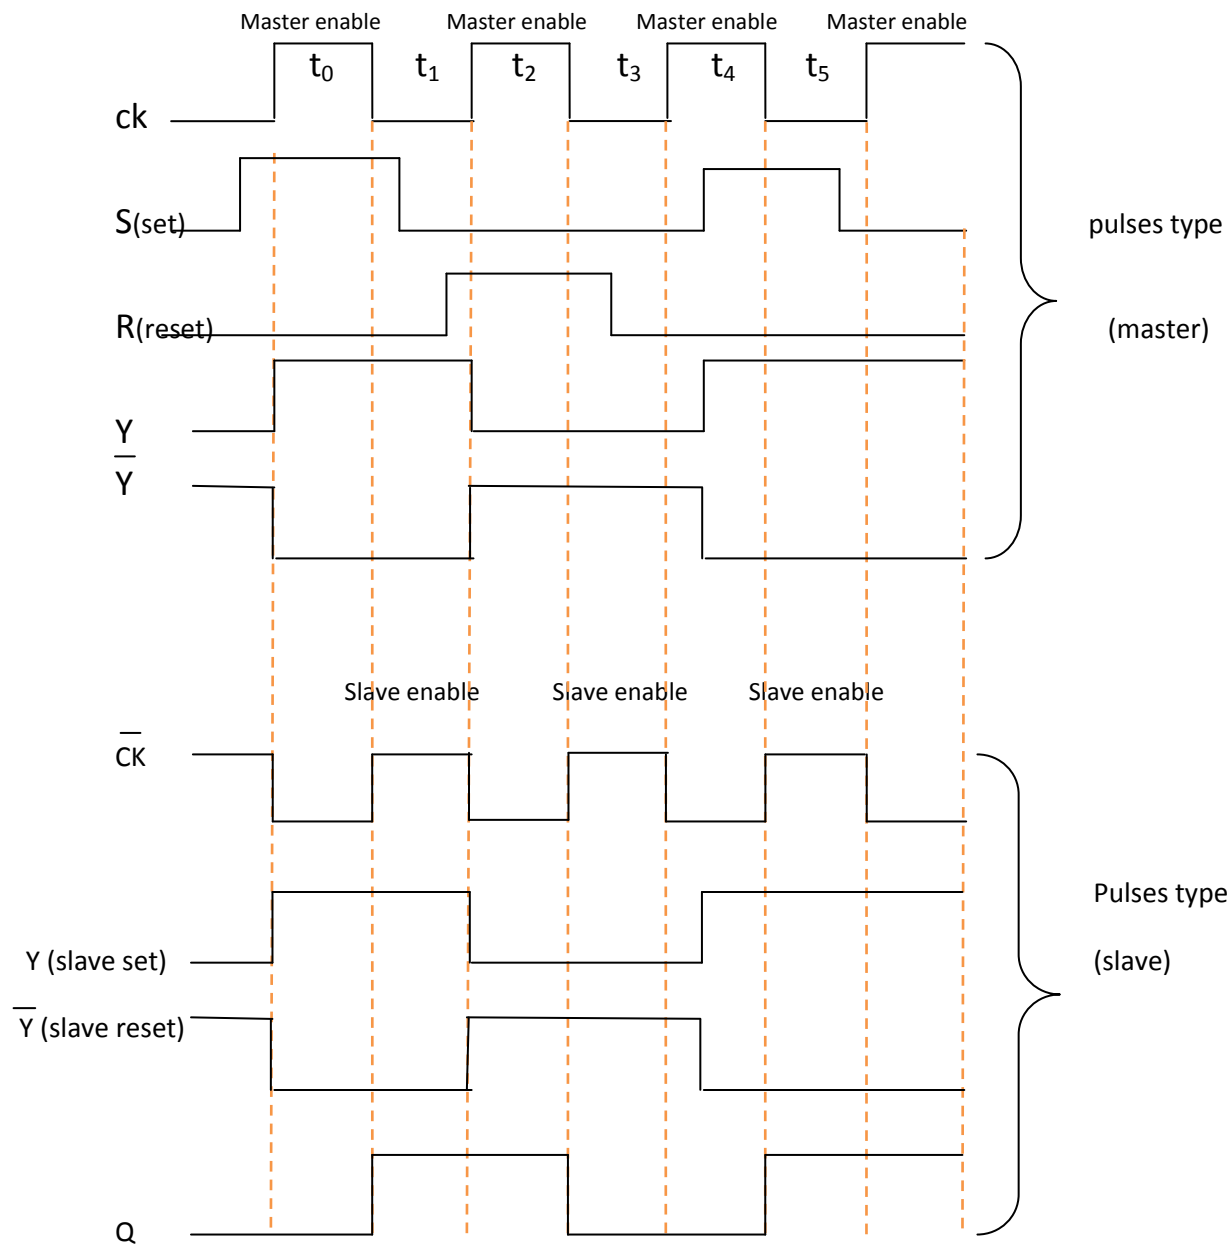 Master enable Master enable Master enable Master enable
t₀ t₁ t₂ t₃ t₄ t₅
ck
S(set)
pulses type
R(reset)
(master)
Y
Y̅
Slave enable Slave enable Slave enable
C̅K̅
Pulses type
Y (slave set)
(slave)
Y̅ (slave reset)
Q